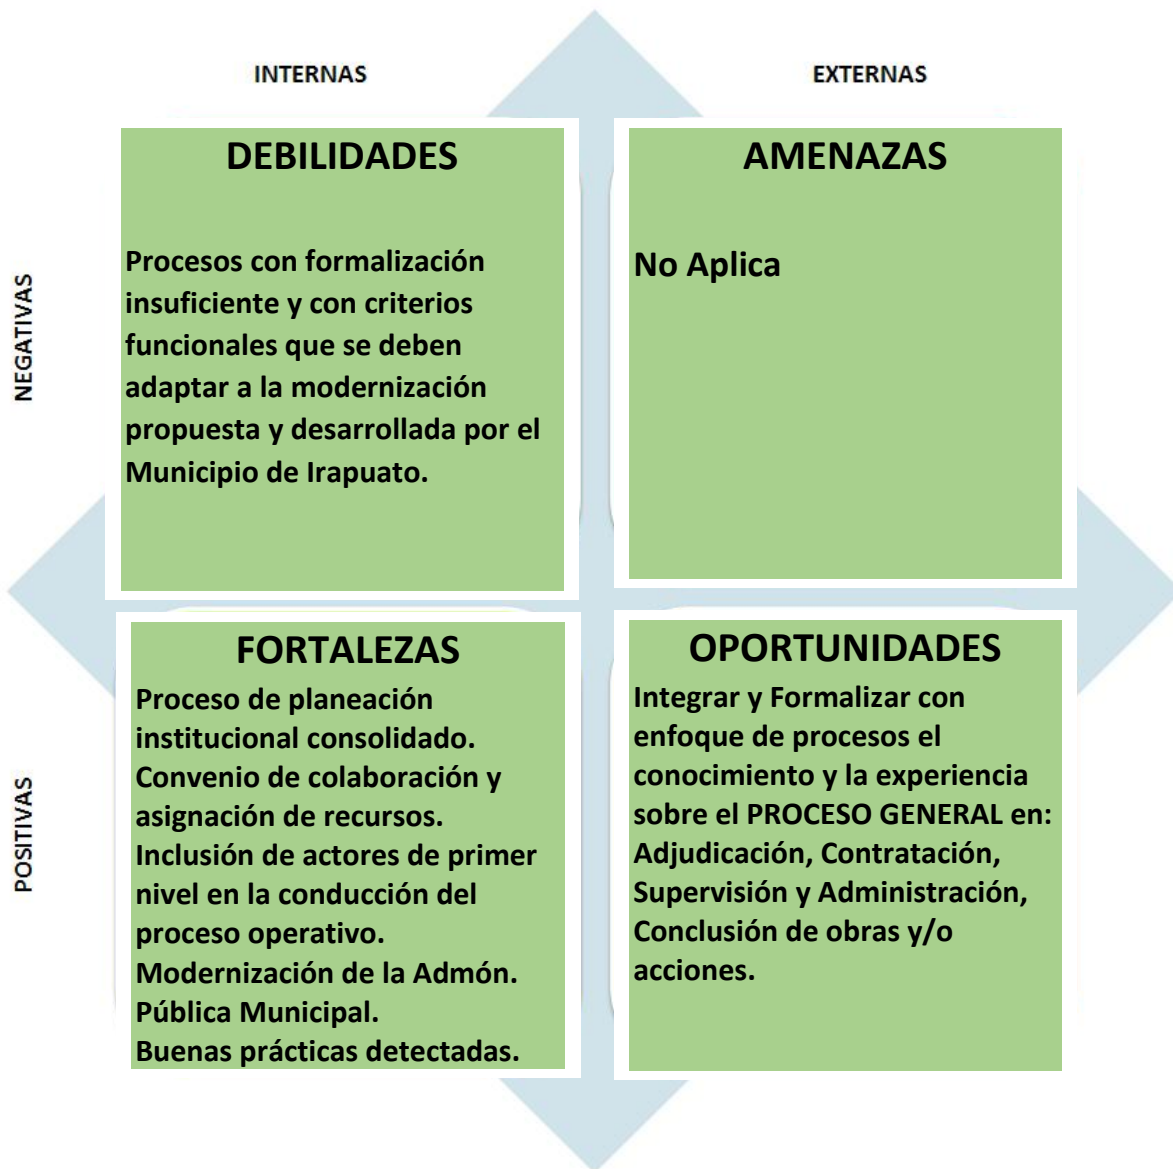 INTERNAS
EXTERNAS
NEGATIVAS
DEBILIDADES
Procesos con formalización
insuficiente y con criterios
funcionales que se deben
adaptar a la modernización
propuesta y desarrollada por el
Municipio de Irapuato.
AMENAZAS
No Aplica
POSITIVAS
FORTALEZAS
Proceso de planeación
institucional consolidado.
Convenio de colaboración y
asignación de recursos.
Inclusión de actores de primer
nivel en la conducción del
proceso operativo.
Modernización de la Admón.
Pública Municipal.
Buenas prácticas detectadas.
OPORTUNIDADES
Integrar y Formalizar con
enfoque de procesos el
conocimiento y la experiencia
sobre el PROCESO GENERAL en:
Adjudicación, Contratación,
Supervisión y Administración,
Conclusión de obras y/o
acciones.